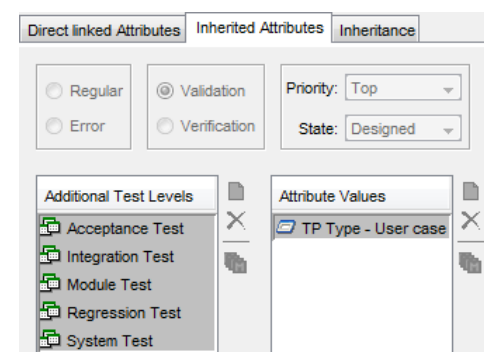 Direct linked Attributes Inherited Attributes Inheritance
Regular Validation Priority: Top
Error Verification State: Designed
Additional Test Levels Attribute Values
Acceptance Test TP Type - User case
Integration Test
Module Test
Regression Test
System Test